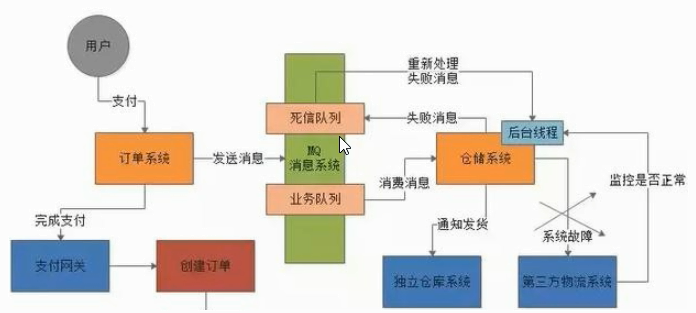 用户
支付
订单系统
发送消息
完成支付
支付网关
创建订单
死信队列
MQ
消息系统
业务队列
重新处理
失败消息
失败消息
消费消息
后台线程
仓储系统
通知发货
系统故障
监控是否正常
独立仓库系统
第三方物流系统